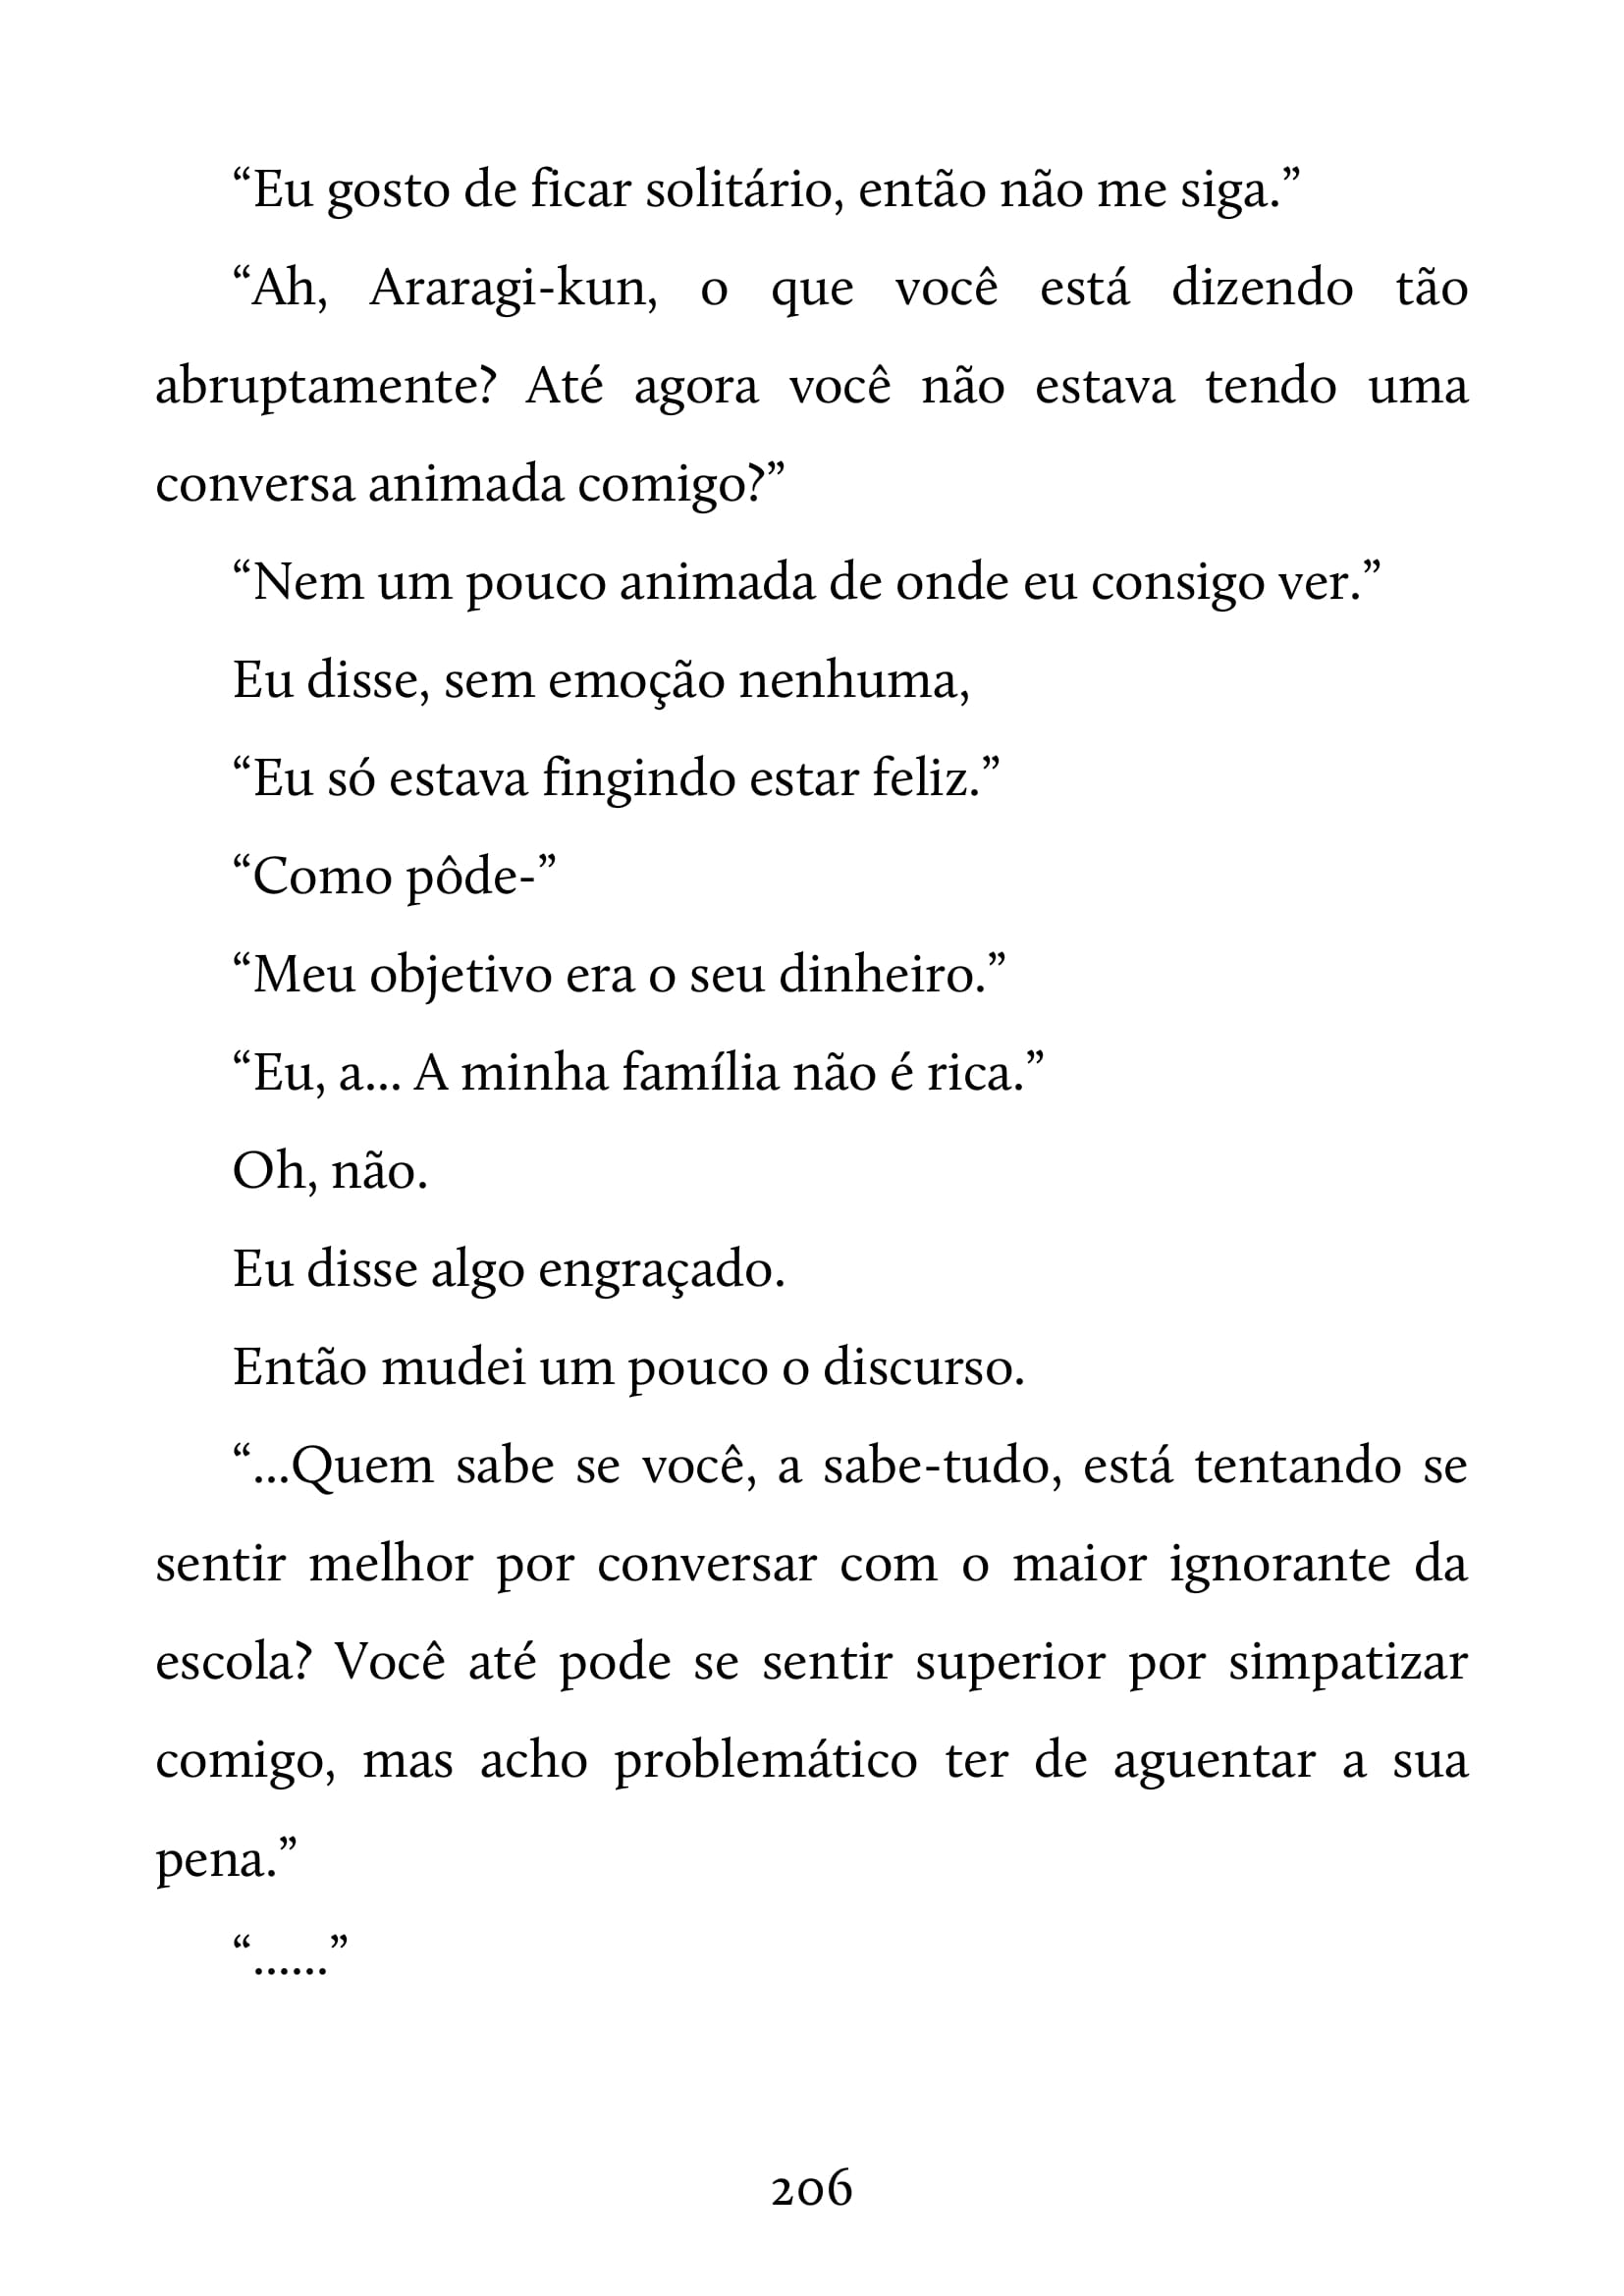 “Eu gosto de ficar solitário, então não me siga.”
“Ah, Araragi-kun, o que você está dizendo tão
abruptamente? Até agora você não estava tendo uma
conversa animada comigo?”
“Nem um pouco animada de onde eu consigo ver.”
Eu disse, sem emoção nenhuma,
“Eu só estava fingindo estar feliz.”
“Como pôde-”
“Meu objetivo era o seu dinheiro.”
“Eu, a... A minha família não é rica.”
Oh, não.
Eu disse algo engraçado.
Então mudei um pouco o discurso.
“...Quem sabe se você, a sabe-tudo, está tentando se
sentir melhor por conversar com o maior ignorante da
escola? Você até pode se sentir superior por simpatizar
comigo, mas acho problemático ter de aguentar a sua
pena.”
“......”
206